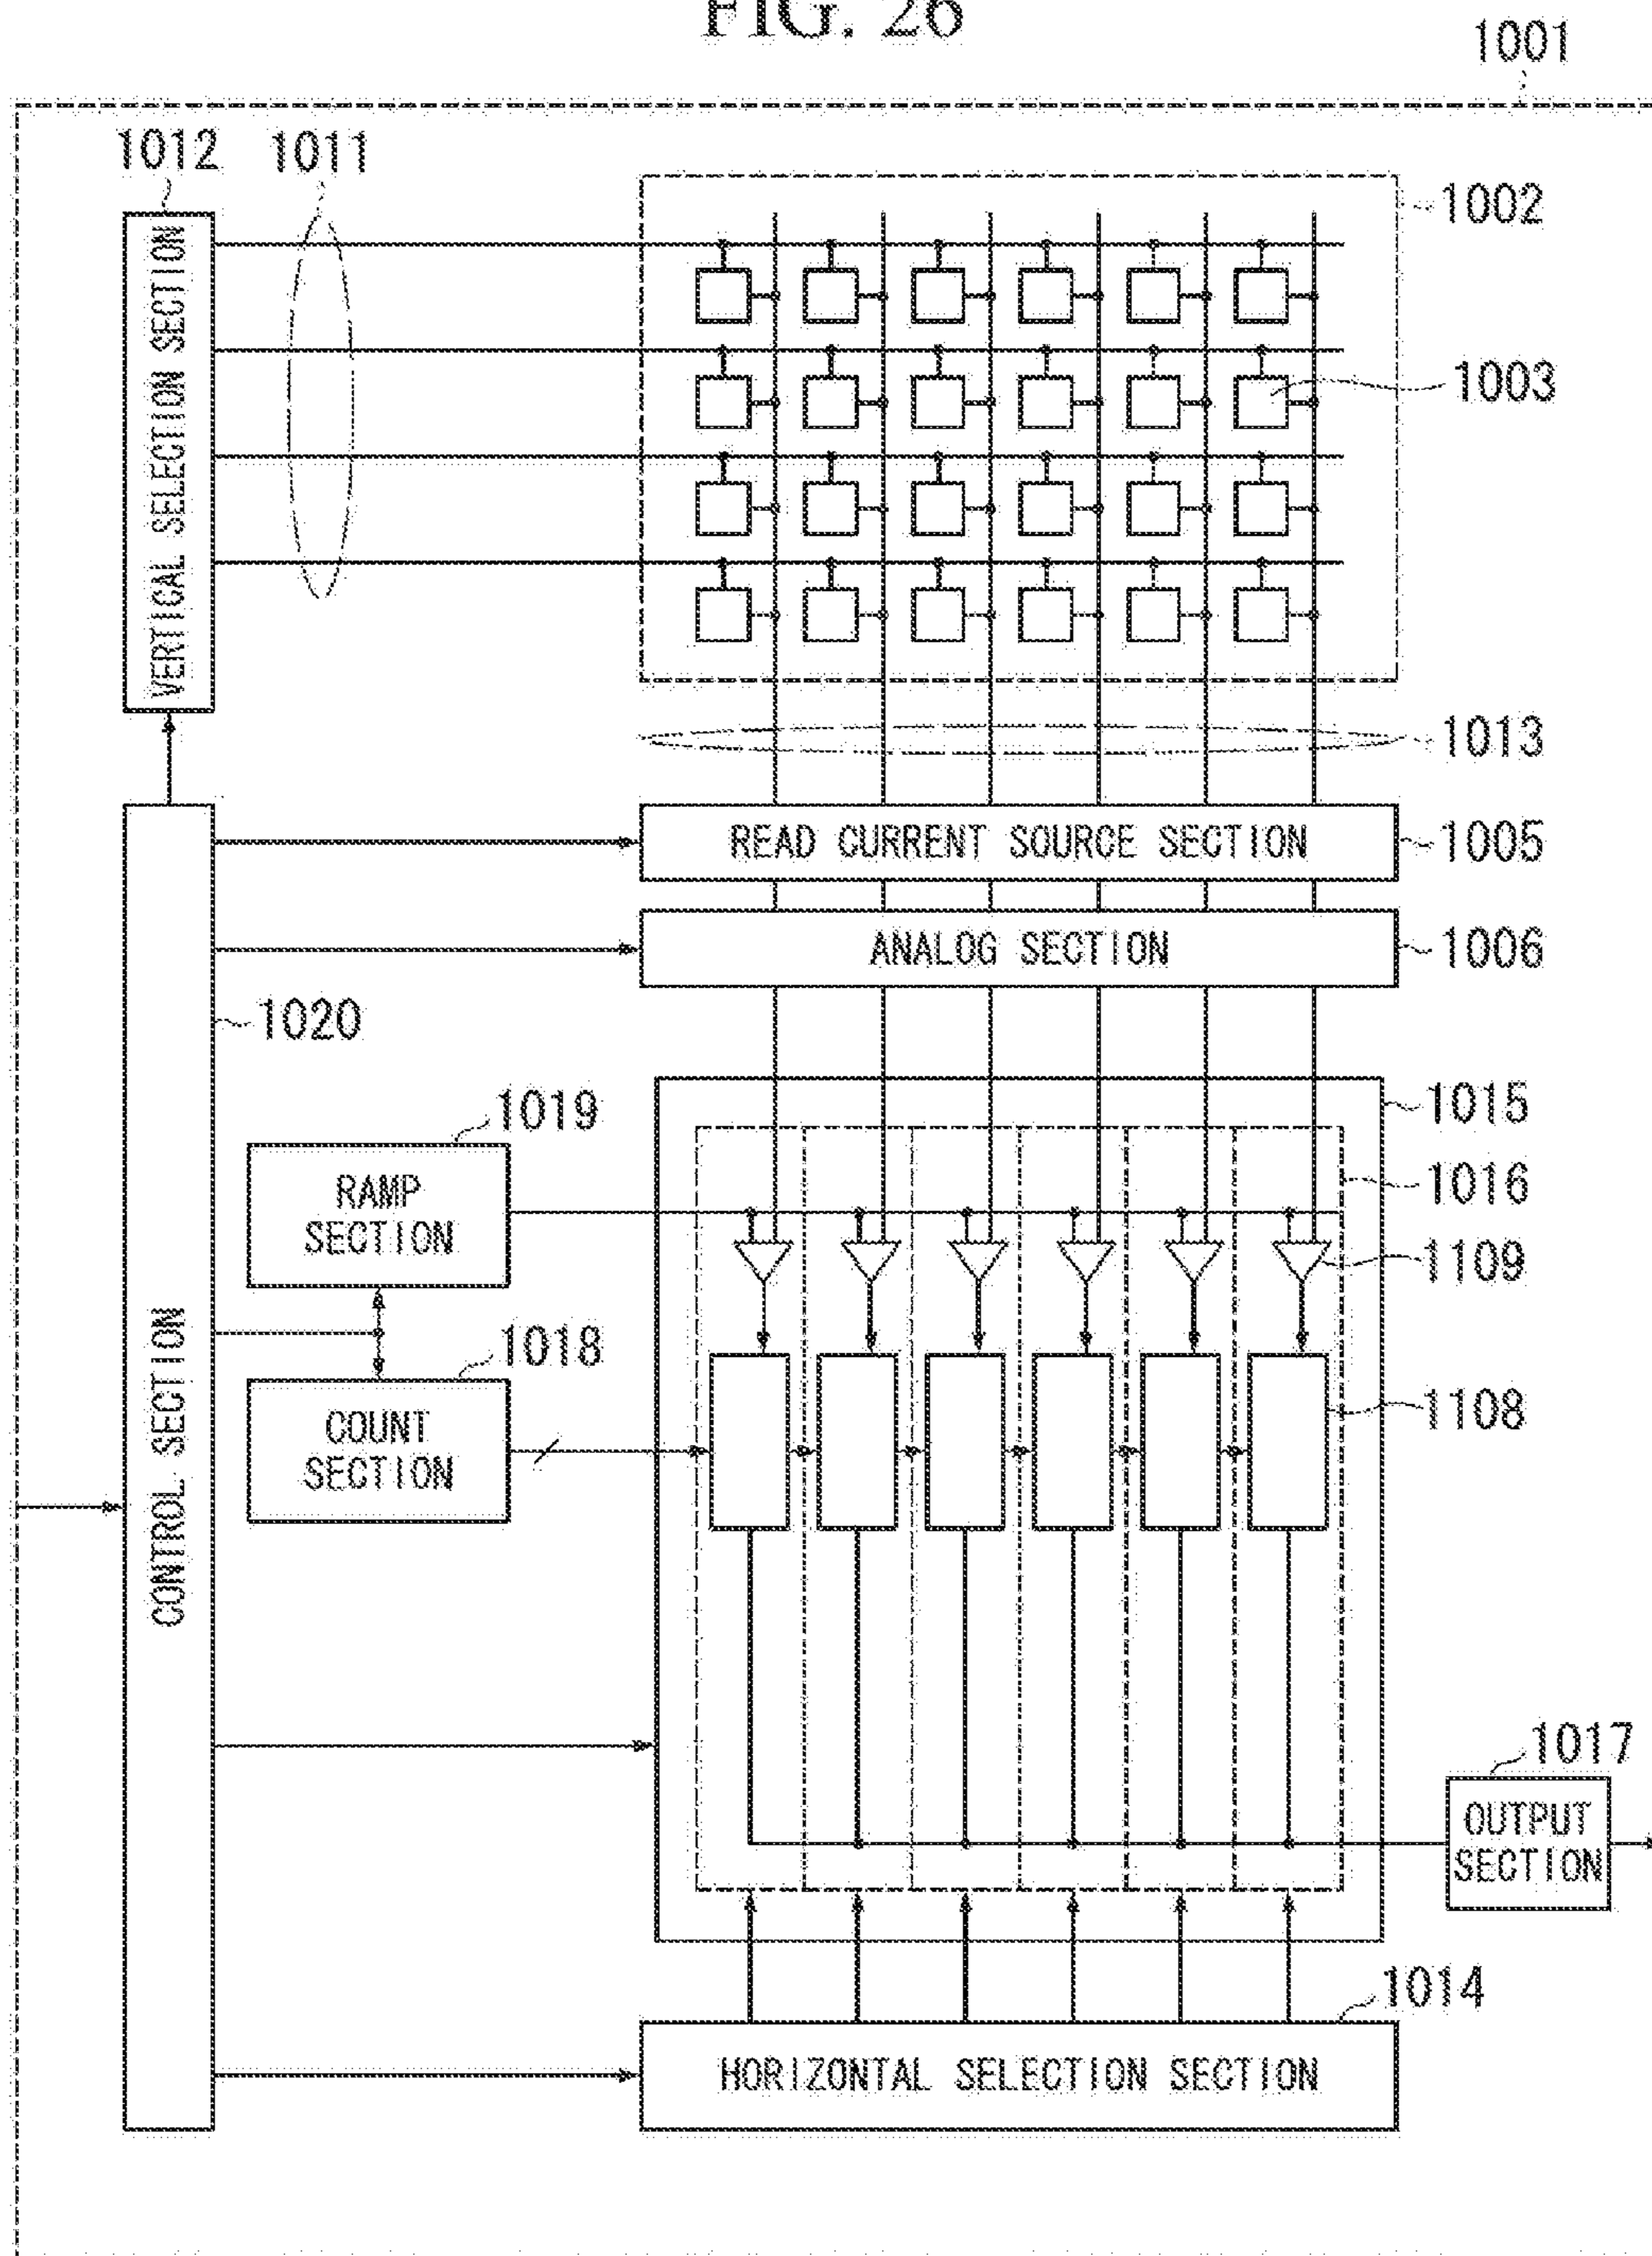 FIG. 26
1001
1012
1011
1002
VERTICAL SELECTION SECTION
1003
1013
READ CURRENT SOURCE SECTION
1005
ANALOG SECTION
1006
1020
CONTROL SECTION
1019
RAMP
SECTION
1015
1016
1109
1018
COUNT
SECTION
1108
1017
OUTPUT
SECTION
1014
HORIZONTAL SELECTION SECTION